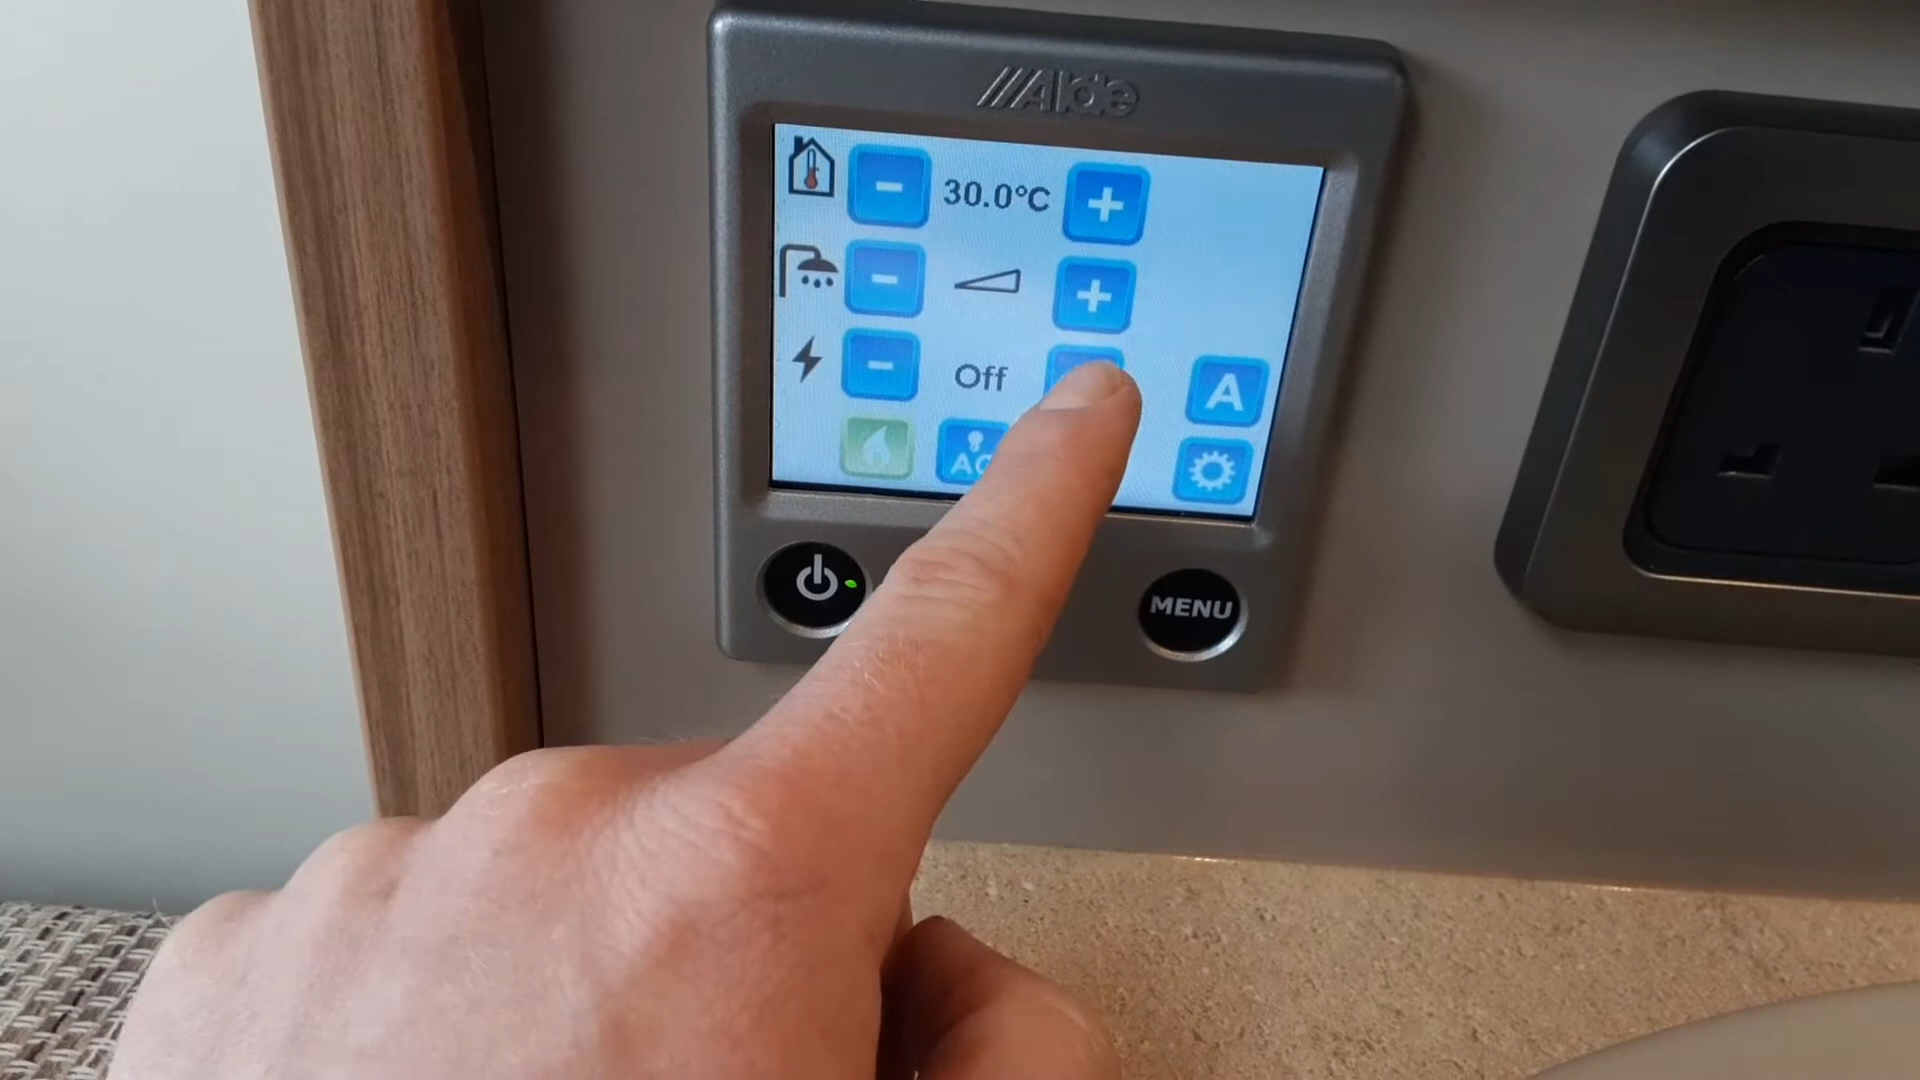 Alde
- 30.0°C +
- +
- Off
A
AC
MENU